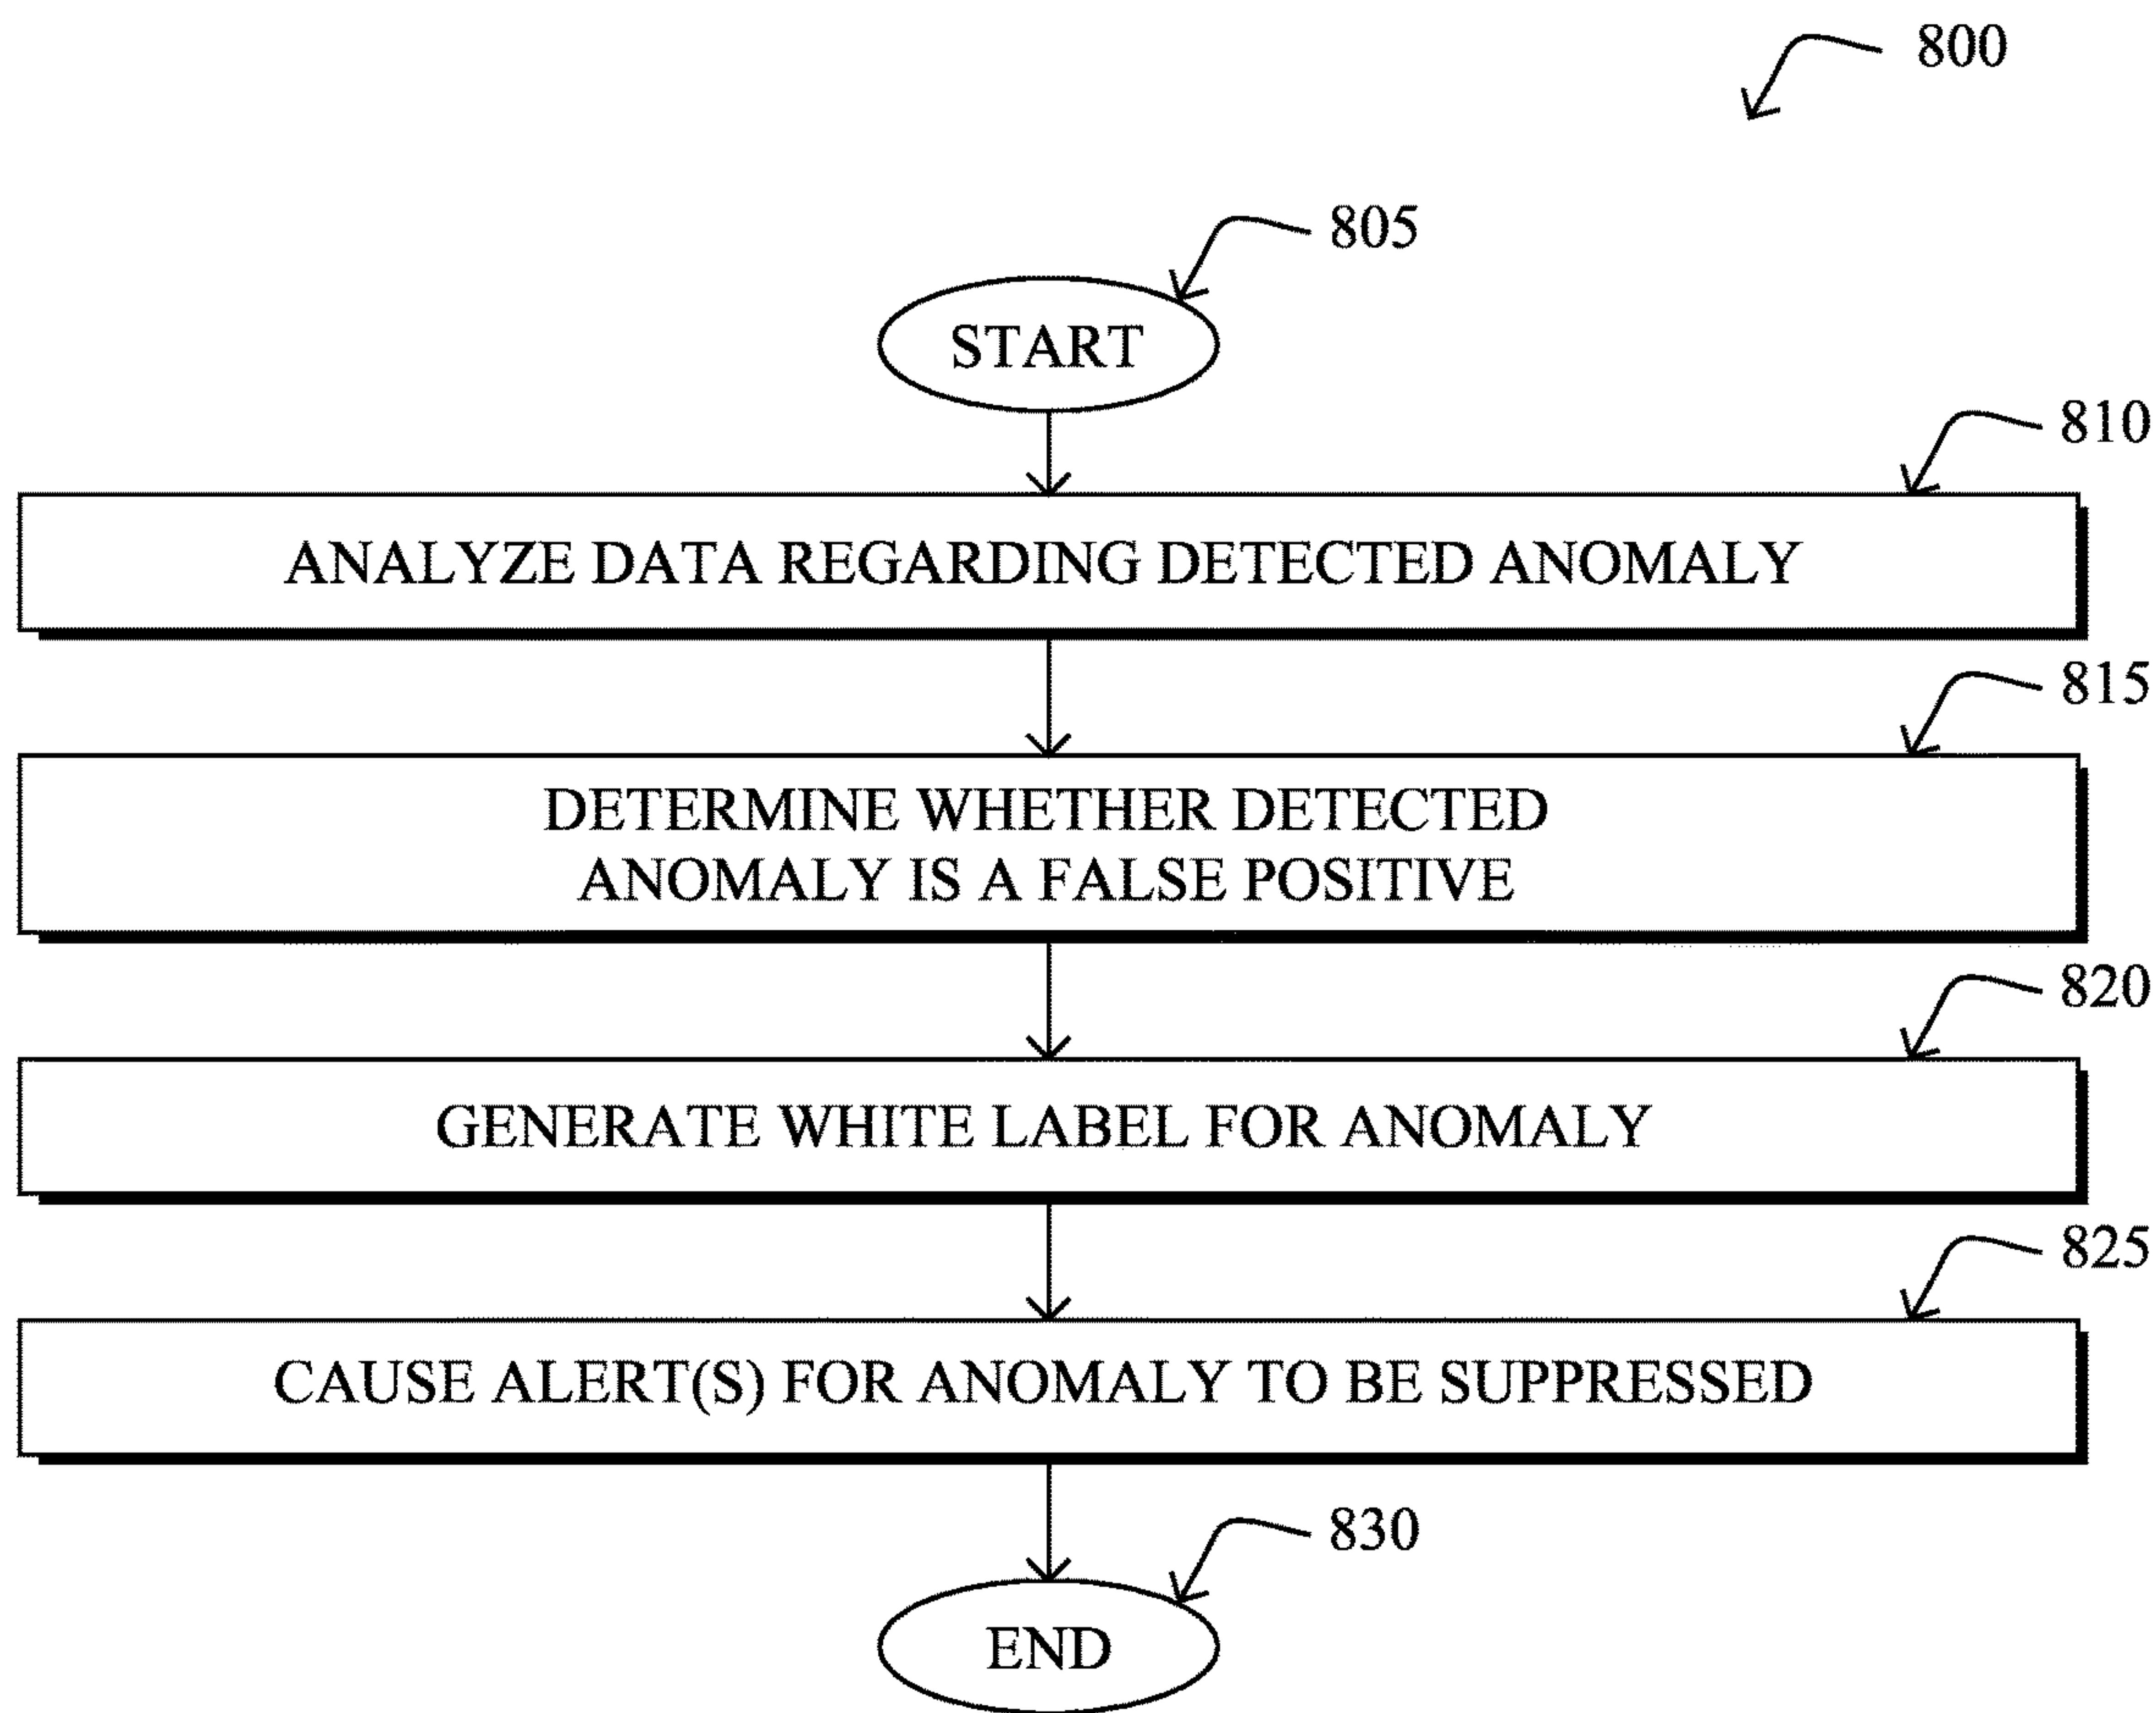 800
805
START
810
ANALYZE DATA REGARDING DETECTED ANOMALY
815
DETERMINE WHETHER DETECTED
ANOMALY IS A FALSE POSITIVE
820
GENERATE WHITE LABEL FOR ANOMALY
825
CAUSE ALERT(S) FOR ANOMALY TO BE SUPPRESSED
830
END